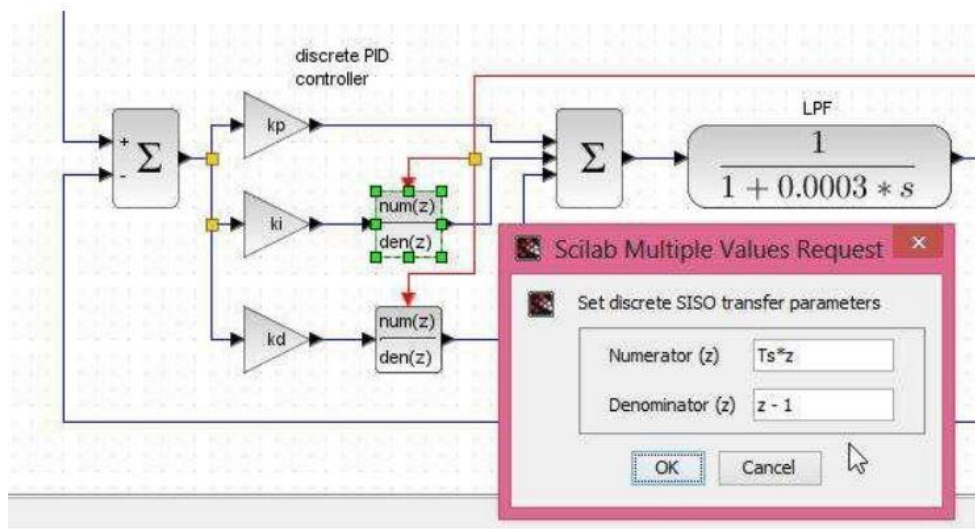 discrete PID
controller
+
-
Σ
kp
ki
kd
num(z)
den(z)
num(z)
den(z)
Σ
LPF
1
1 + 0.0003 * s
Scilab Multiple Values Request
×
Set discrete SISO transfer parameters
Numerator (z) Ts*z
Denominator (z) z - 1
OK Cancel